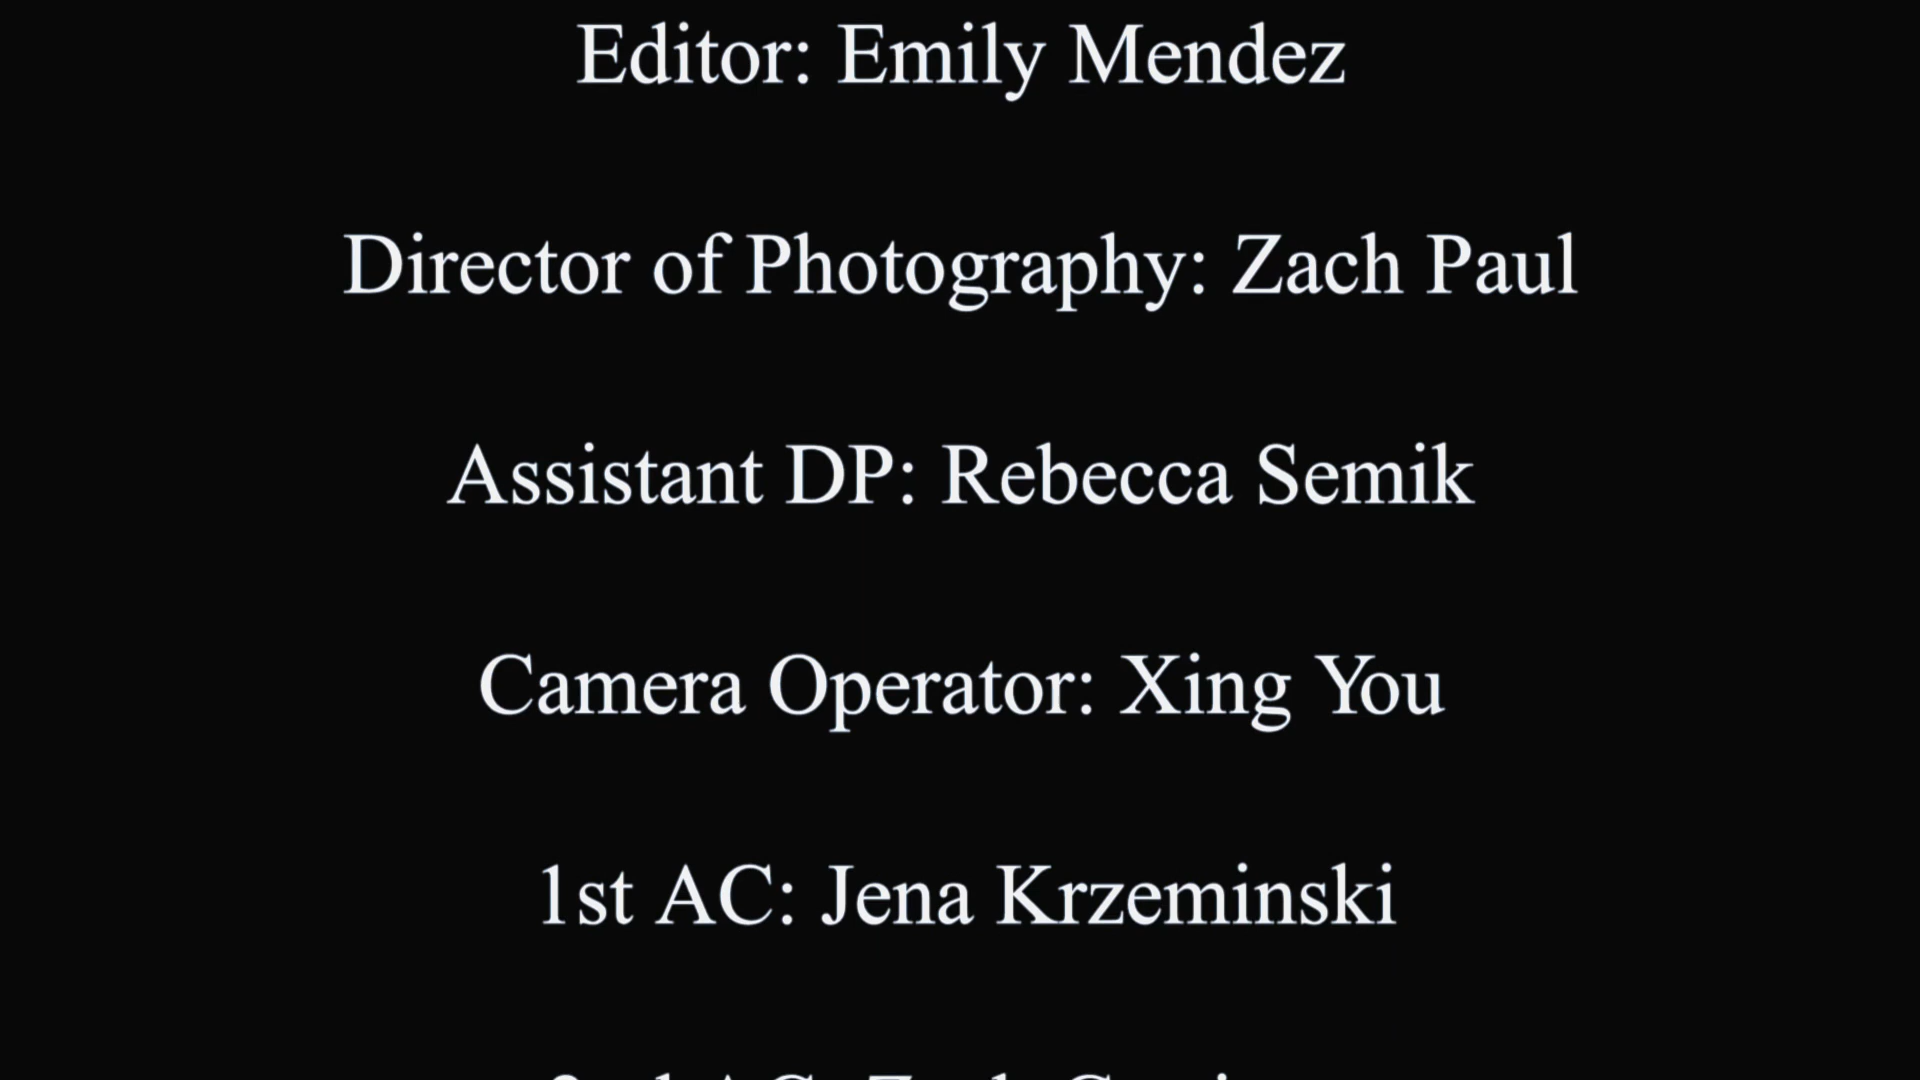 Editor: Emily Mendez
Director of Photography: Zach Paul
Assistant DP: Rebecca Semik
Camera Operator: Xing You
1st AC: Jena Krzeminski